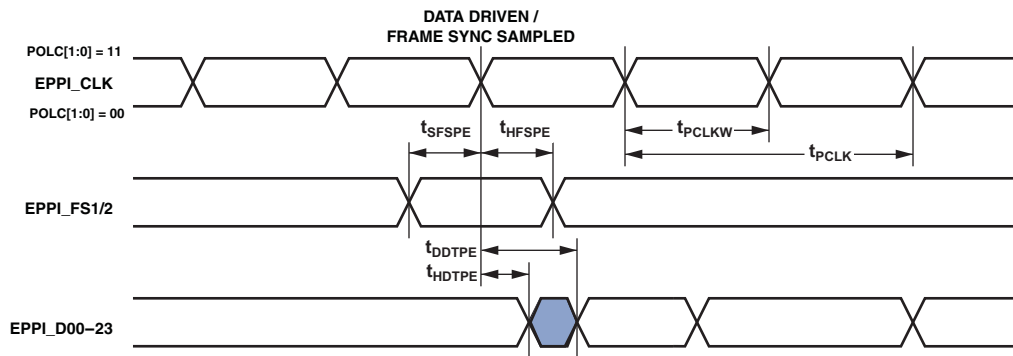 DATA DRIVEN /
FRAME SYNC SAMPLED
POLC[1:0] = 11
EPPI_CLK
POLC[1:0] = 00
tSFSPE
tHFSPE
tPCLKW
tPCLK
EPPI_FS1/2
tDDTPE
tHDTPE
EPPI_D00–23